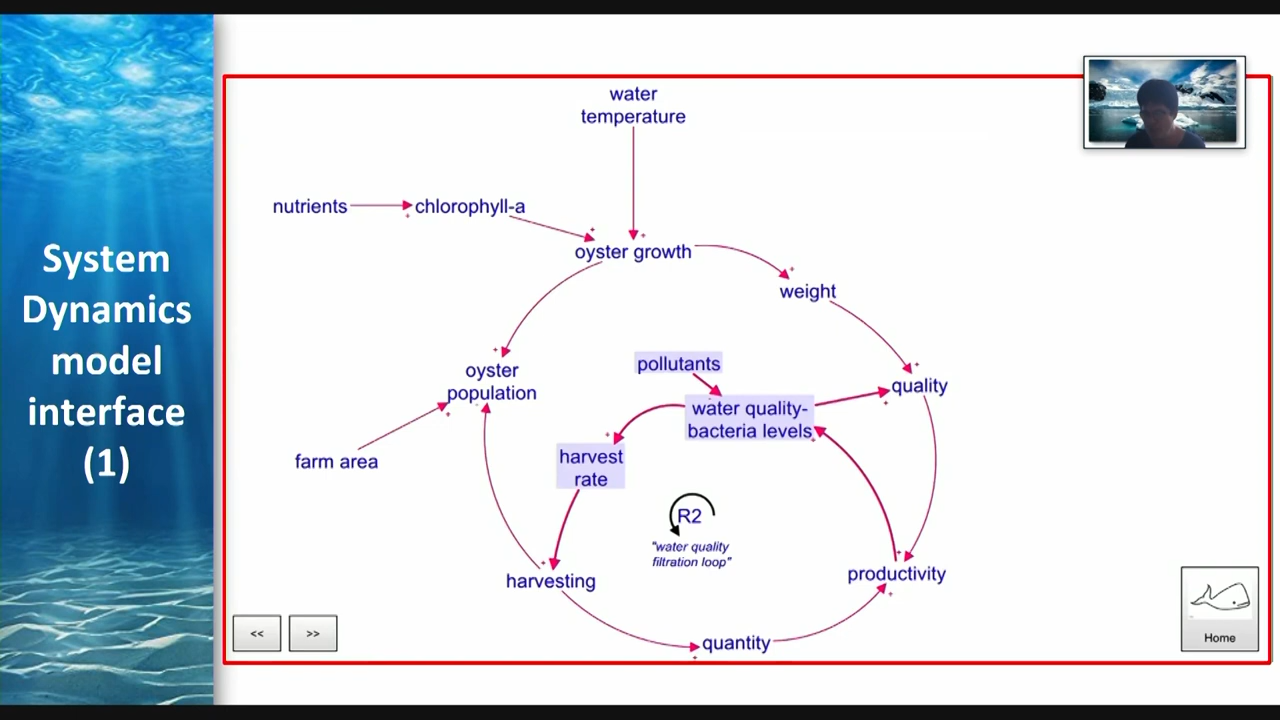 System
Dynamics
model
interface
(1)
water
temperature
nutrients
chlorophyll-a
oyster growth
weight
pollutants
oyster
population
quality
water quality-
bacteria levels
farm area
harvest
rate
R2
"water quality
filtration loop"
harvesting
productivity
quantity
<<
>>
Home